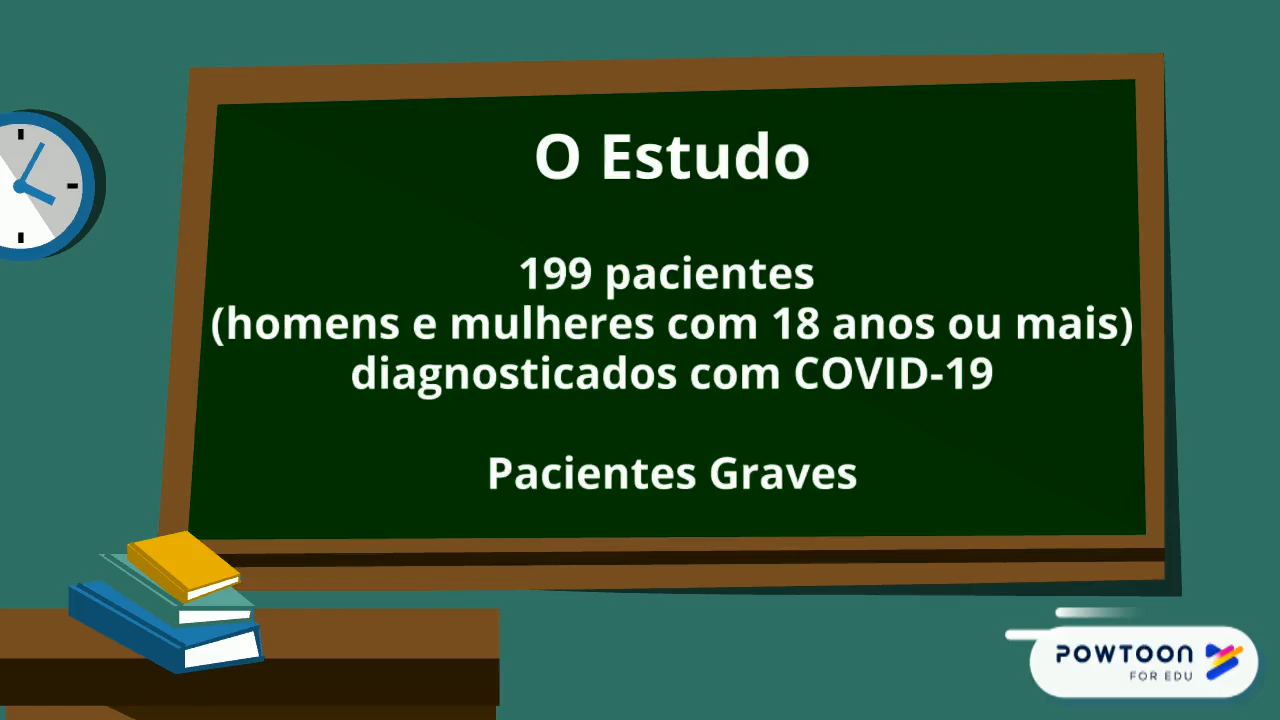 O Estudo
199 pacientes
(homens e mulheres com 18 anos ou mais)
diagnosticados com COVID-19
Pacientes Graves
POWTOON
FOR EDU